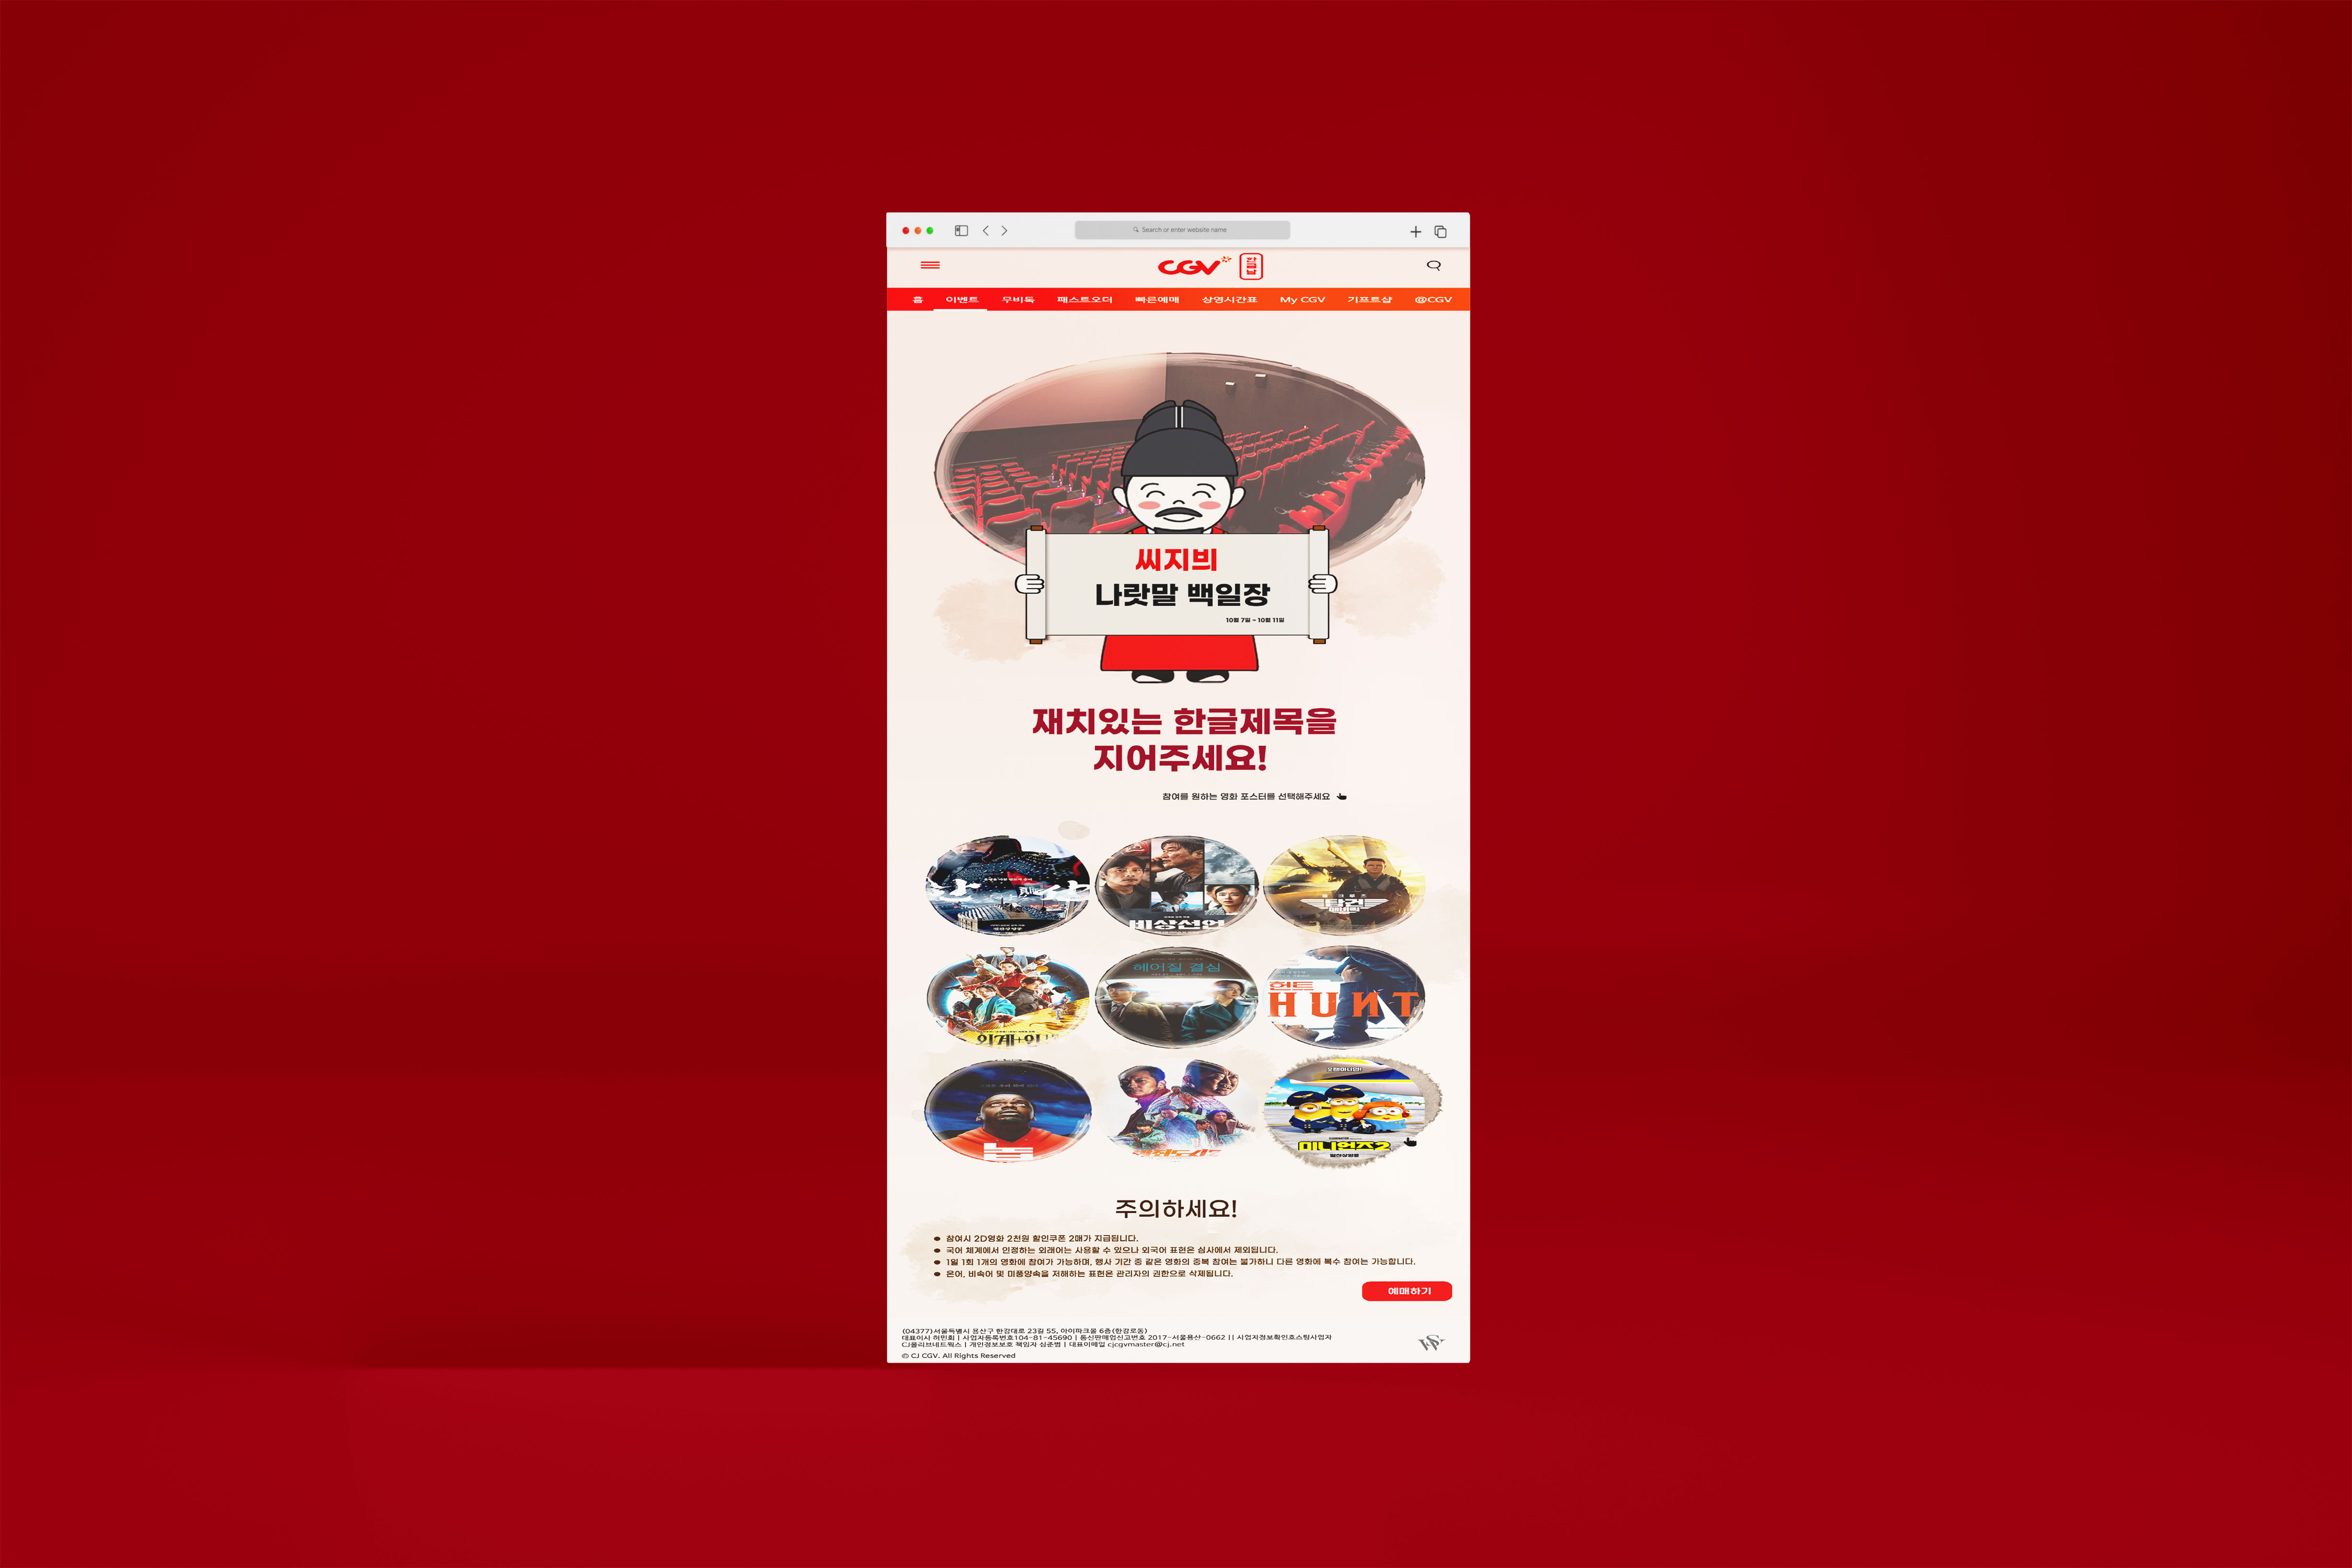 Search or enter website name
CGV 한글날
홈 이벤트 무비톡 패스트오더 빠른예매 상영시간표 My CGV 기프트샵 @CGV
씨지븨
나랏말 백일장
10월 7일 ~ 10월 11일
재치있는 한글제목을
지어주세요!
참여를 원하는 영화 포스터를 선택해주세요
비상선언
탑건
매버릭
외계+인
헤어질 결심
헌트
HUNT
놉
범죄도시2
미니언즈2
절찬상영중
주의하세요!
참여시 2D영화 2천원 할인쿠폰 2매가 지급됩니다.
국어 체계에서 인정하는 외래어는 사용할 수 있으나 외국어 표현은 심사에서 제외됩니다.
1일 1회 1개의 영화에 참여가 가능하며, 행사 기간 중 같은 영화의 중복 참여는 불가하니 다른 영화에 복수 참여는 가능합니다.
은어, 비속어 및 미풍양속을 저해하는 표현은 관리자의 권한으로 삭제됩니다.
예매하기
(04377)서울특별시 용산구 한강대로 23길 55, 아이파크몰 6층(한강로동)
대표이사 허민회 | 사업자등록번호104-81-45690 | 통신판매업신고번호 2017-서울용산-0662 || 사업자정보확인호스팅사업자
CJ올리브네트웍스 | 개인정보보호 책임자 심준범 | 대표이메일 cjcgvmaster@cj.net
© CJ CGV. All Rights Reserved